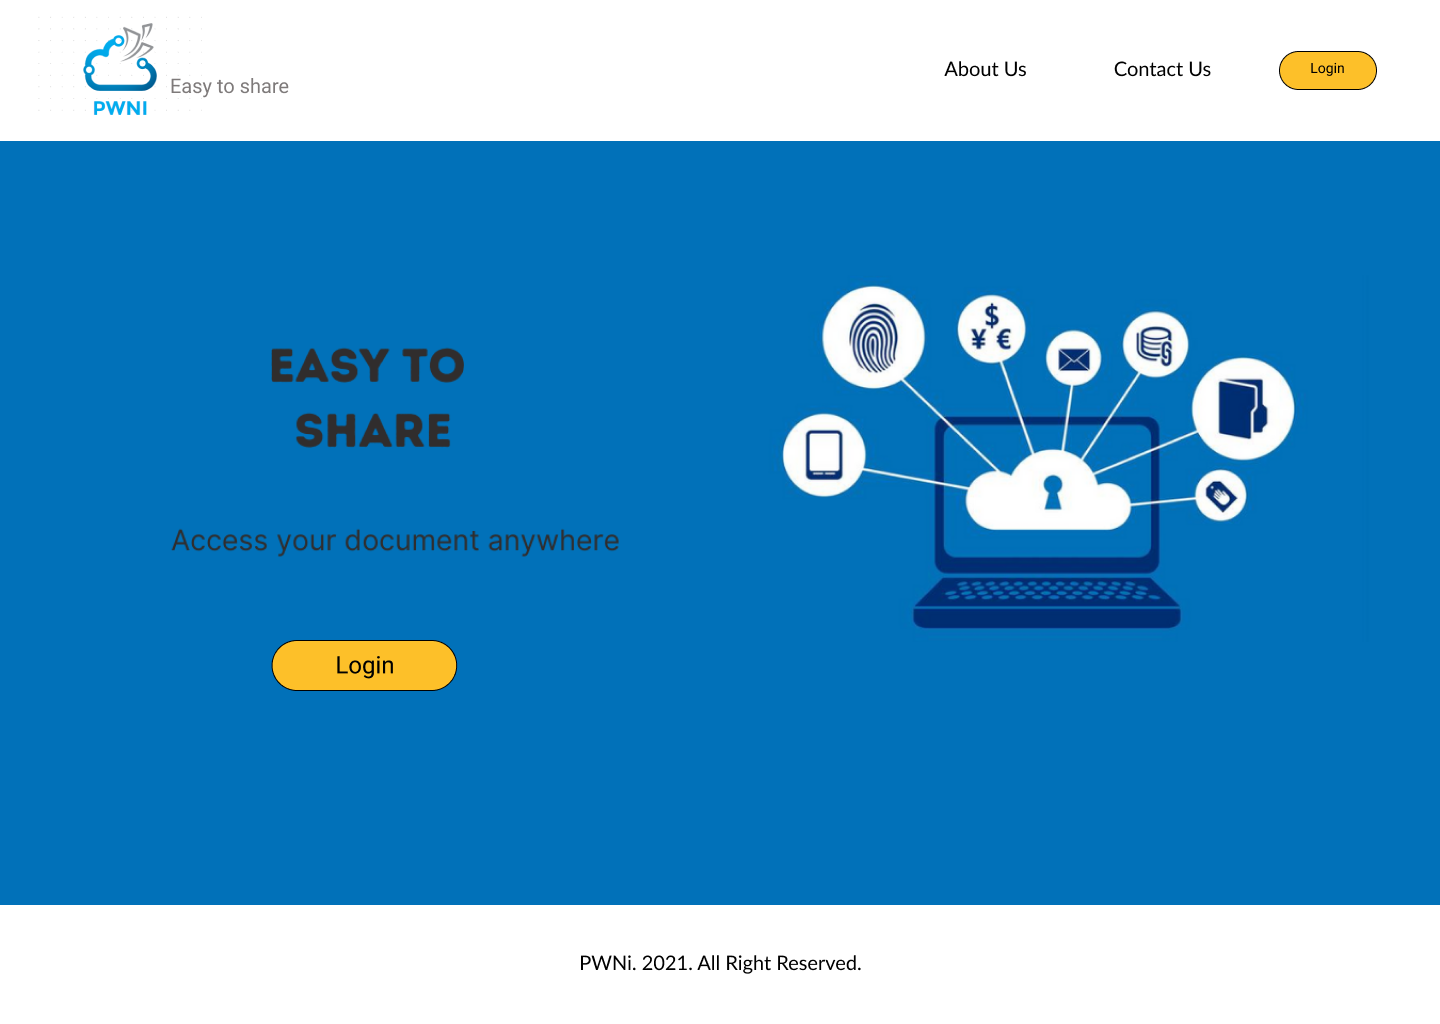 PWNI
Easy to share
About Us
Contact Us
Login
EASY TO
SHARE
Access your document anywhere
Login
$
¥ €
PWNi. 2021. All Right Reserved.